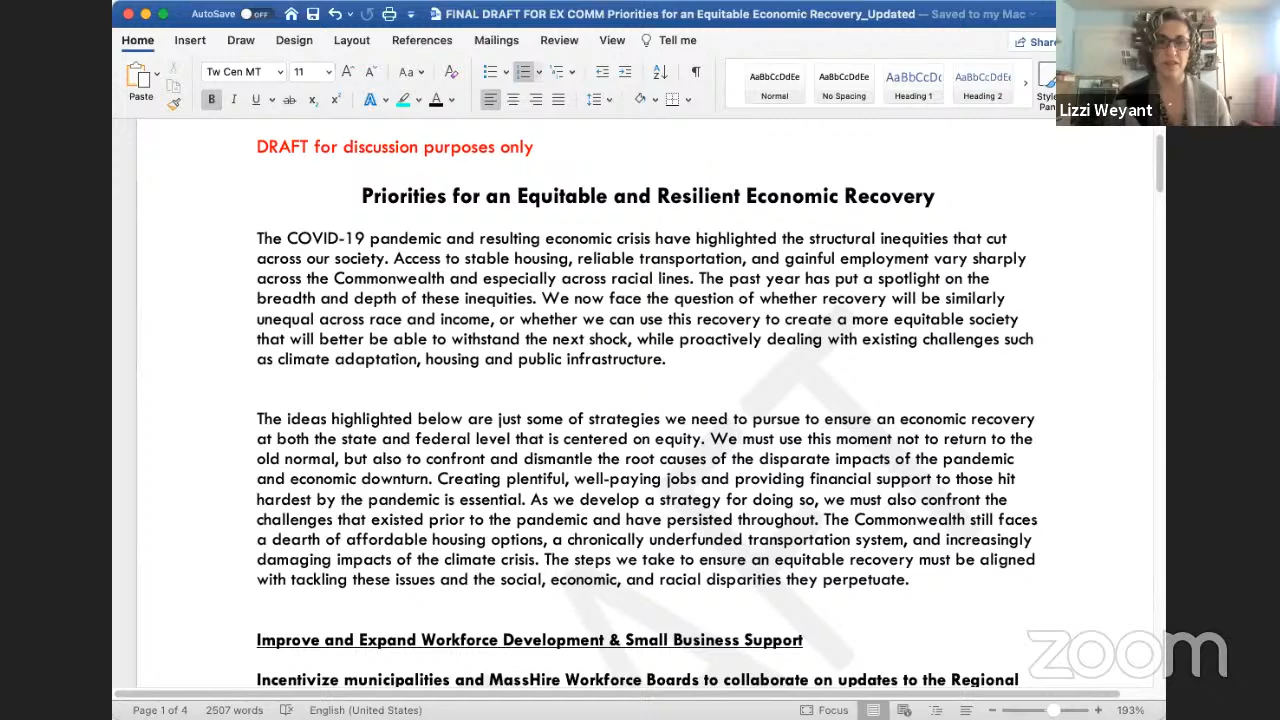 AutoSave OFF FINAL DRAFT FOR EX COMM Priorities for an Equitable Economic Recovery_Updated — Saved to my Mac
Home Insert Draw Design Layout References Mailings Review View Tell me Share
Tw Cen MT 11 Aa
Paste B I U ab x x A A
AaBbCcDdEe AaBbCcDdEe AaBbCcDc AaBbCcDdEe
Normal No Spacing Heading 1 Heading 2
Lizzi Weyant
DRAFT for discussion purposes only
Priorities for an Equitable and Resilient Economic Recovery
The COVID-19 pandemic and resulting economic crisis have highlighted the structural inequities that cut
across our society. Access to stable housing, reliable transportation, and gainful employment vary sharply
across the Commonwealth and especially across racial lines. The past year has put a spotlight on the
breadth and depth of these inequities. We now face the question of whether recovery will be similarly
unequal across race and income, or whether we can use this recovery to create a more equitable society
that will better be able to withstand the next shock, while proactively dealing with existing challenges such
as climate adaptation, housing and public infrastructure.
The ideas highlighted below are just some of strategies we need to pursue to ensure an economic recovery
at both the state and federal level that is centered on equity. We must use this moment not to return to the
old normal, but also to confront and dismantle the root causes of the disparate impacts of the pandemic
and economic downturn. Creating plentiful, well-paying jobs and providing financial support to those hit
hardest by the pandemic is essential. As we develop a strategy for doing so, we must also confront the
challenges that existed prior to the pandemic and have persisted throughout. The Commonwealth still faces
a dearth of affordable housing options, a chronically underfunded transportation system, and increasingly
damaging impacts of the climate crisis. The steps we take to ensure an equitable recovery must be aligned
with tackling these issues and the social, economic, and racial disparities they perpetuate.
Improve and Expand Workforce Development & Small Business Support
Incentivize municipalities and MassHire Workforce Boards to collaborate on updates to the Regional
zoom
Page 1 of 4 2507 words English (United States) Focus 193%